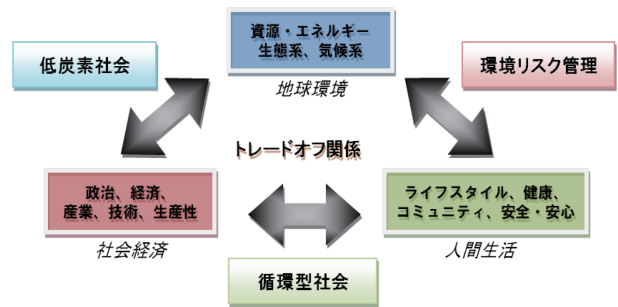 資源・エネルギー
生態系、気候系
低炭素社会
環境リスク管理
地球環境
トレードオフ関係
政治、経済、
産業、技術、生産性
ライフスタイル、健康、
コミュニティ、安全・安心
社会経済
人間生活
循環型社会